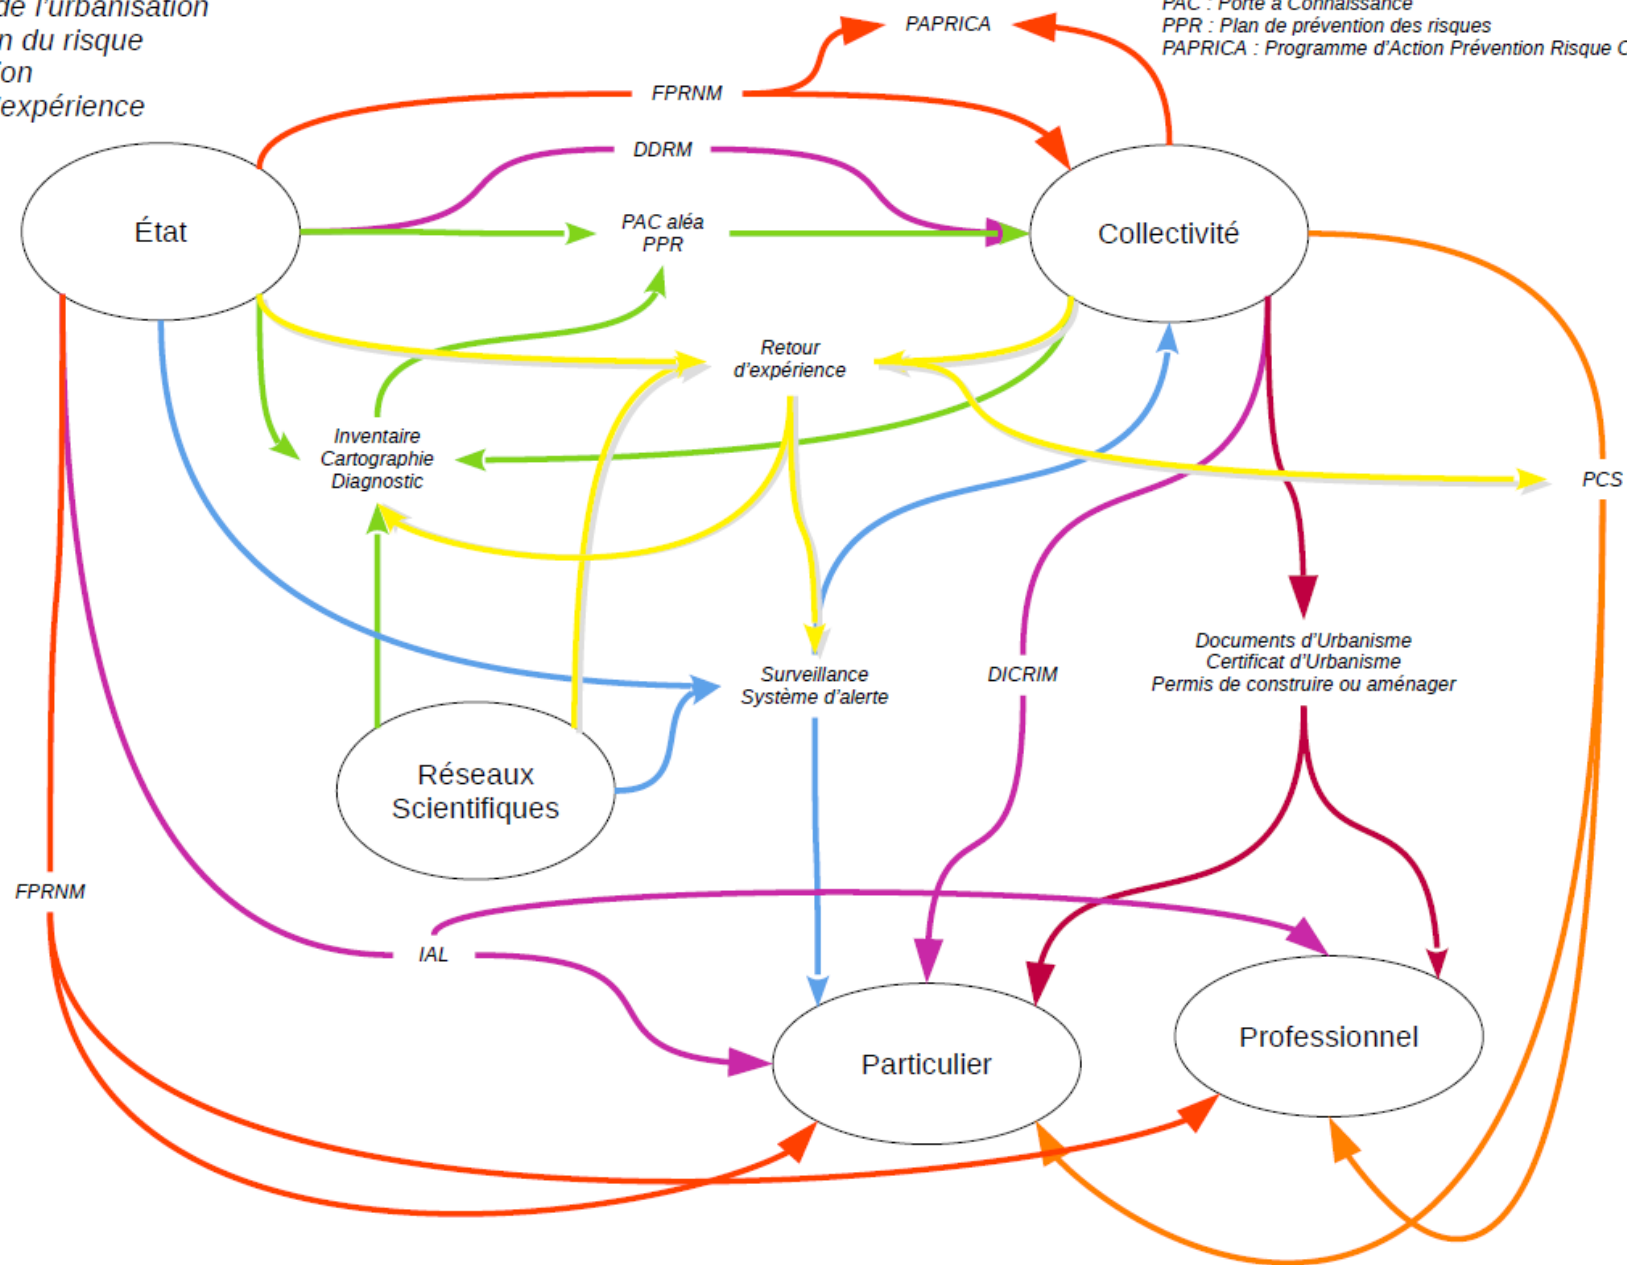 de l'urbanisation
du risque
expérience
PAC : Porte à Connaissance
PPR : Plan de prévention des risques
PAPRICA : Programme d'Action Prévention Risque
PAPRICA
FPRNM
DDRM
État
PAC aléa
PPR
Collectivité
Retour
d'expérience
Inventaire
Cartographie
Diagnostic
PCS
Documents d'Urbanisme
Certificat d'Urbanisme
Permis de construire ou aménager
Surveillance
Système d'alerte
DICRIM
Réseaux
Scientifiques
FPRNM
IAL
Particulier
Professionnel